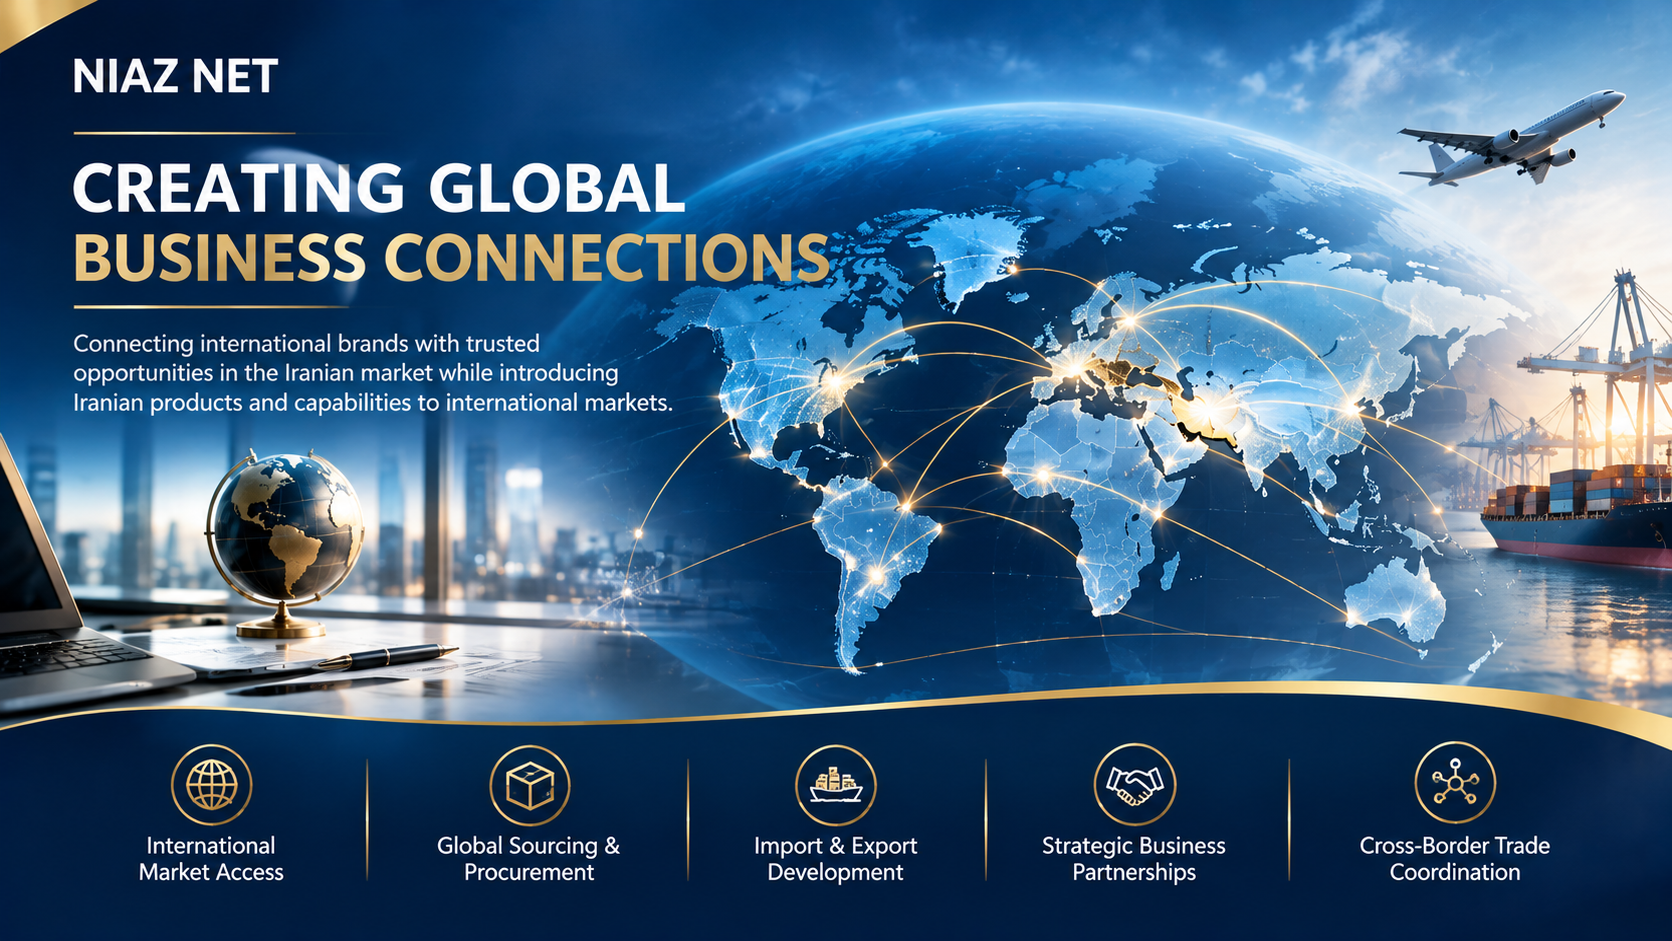 NIAZ NET
CREATING GLOBAL
BUSINESS CONNECTIONS
Connecting international brands with trusted
opportunities in the Iranian market while introducing
Iranian products and capabilities to international markets.
International
Market Access
Global Sourcing &
Procurement
Import & Export
Development
Strategic Business
Partnerships
Cross-Border Trade
Coordination